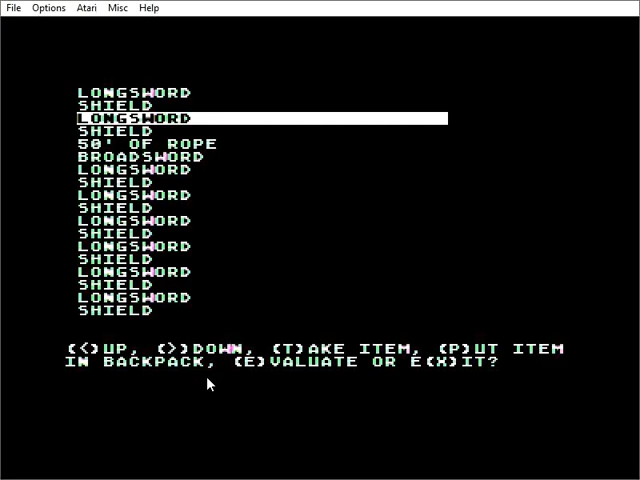 File Options Atari Misc Help
LONGSWORD
SHIELD
LONGSWORD
SHIELD
50' OF ROPE
BROADSWORD
LONGSWORD
SHIELD
LONGSWORD
SHIELD
LONGSWORD
SHIELD
LONGSWORD
SHIELD
LONGSWORD
SHIELD
LONGSWORD
SHIELD
(<)UP, (>)DOWN, (T)AKE ITEM, (P)UT ITEM
IN BACKPACK, (E)VALUATE OR E(X)IT?